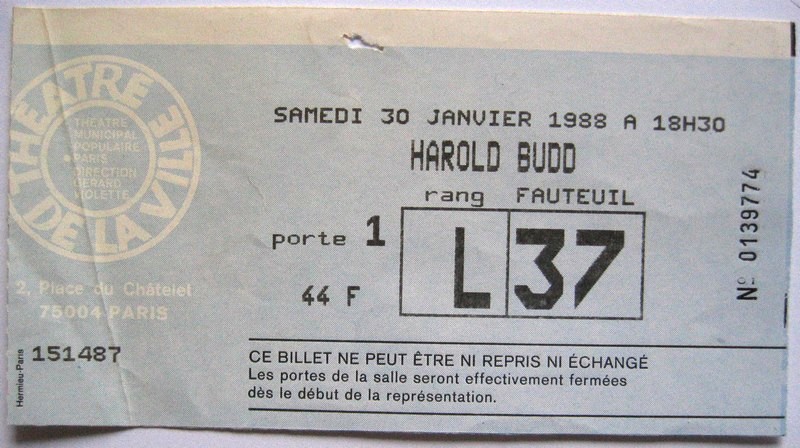 THEATRE DE LA VILLE
THEATRE
MUNICIPAL
POPULAIRE
PARIS
DIRECTION
GERARD
VIOLETTE
2, Place du Châtelet
75004 PARIS
151487
Hermieu-Paris
SAMEDI 30 JANVIER 1988 A 18H30
HAROLD BUDD
rang FAUTEUIL
porte 1 L 37
44 F
N° 0139774
CE BILLET NE PEUT ÊTRE NI REPRIS NI ÉCHANGÉ
Les portes de la salle seront effectivement fermées
dès le début de la représentation.